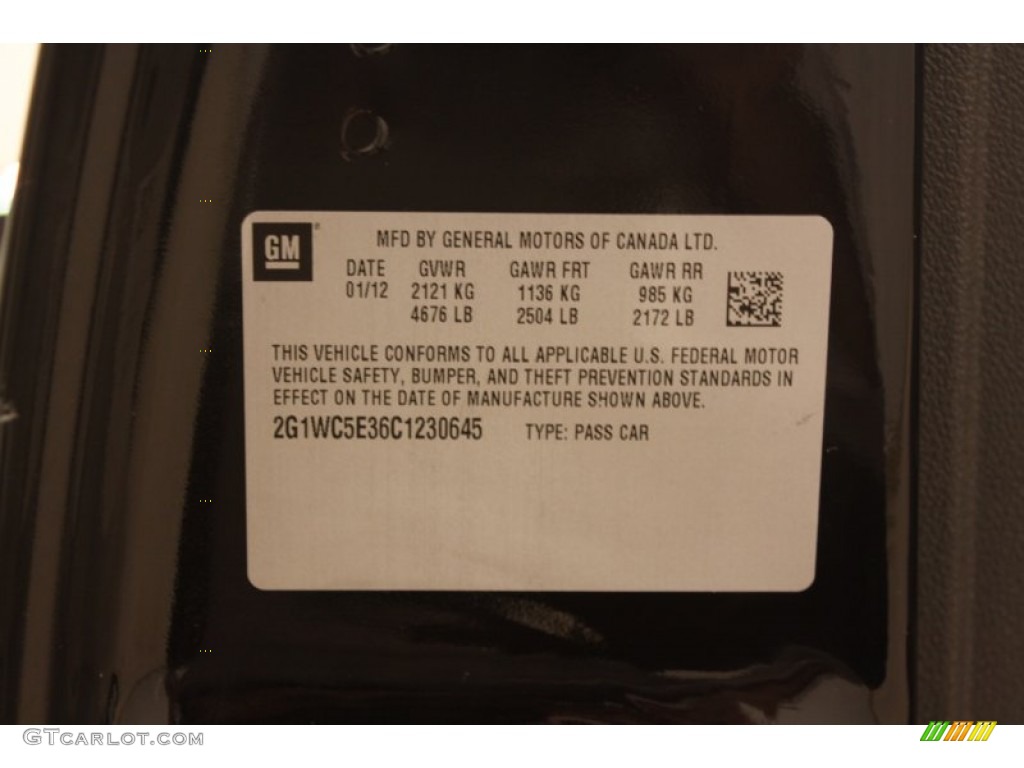 GM®
MFD BY GENERAL MOTORS OF CANADA LTD.
DATE GVWR GAWR FRT GAWR RR
01/12 2121 KG 1136 KG 985 KG
4676 LB 2504 LB 2172 LB
THIS VEHICLE CONFORMS TO ALL APPLICABLE U.S. FEDERAL MOTOR
VEHICLE SAFETY, BUMPER, AND THEFT PREVENTION STANDARDS IN
EFFECT ON THE DATE OF MANUFACTURE SHOWN ABOVE.
2G1WC5E36C1230645 TYPE: PASS CAR
GTcarlot.com